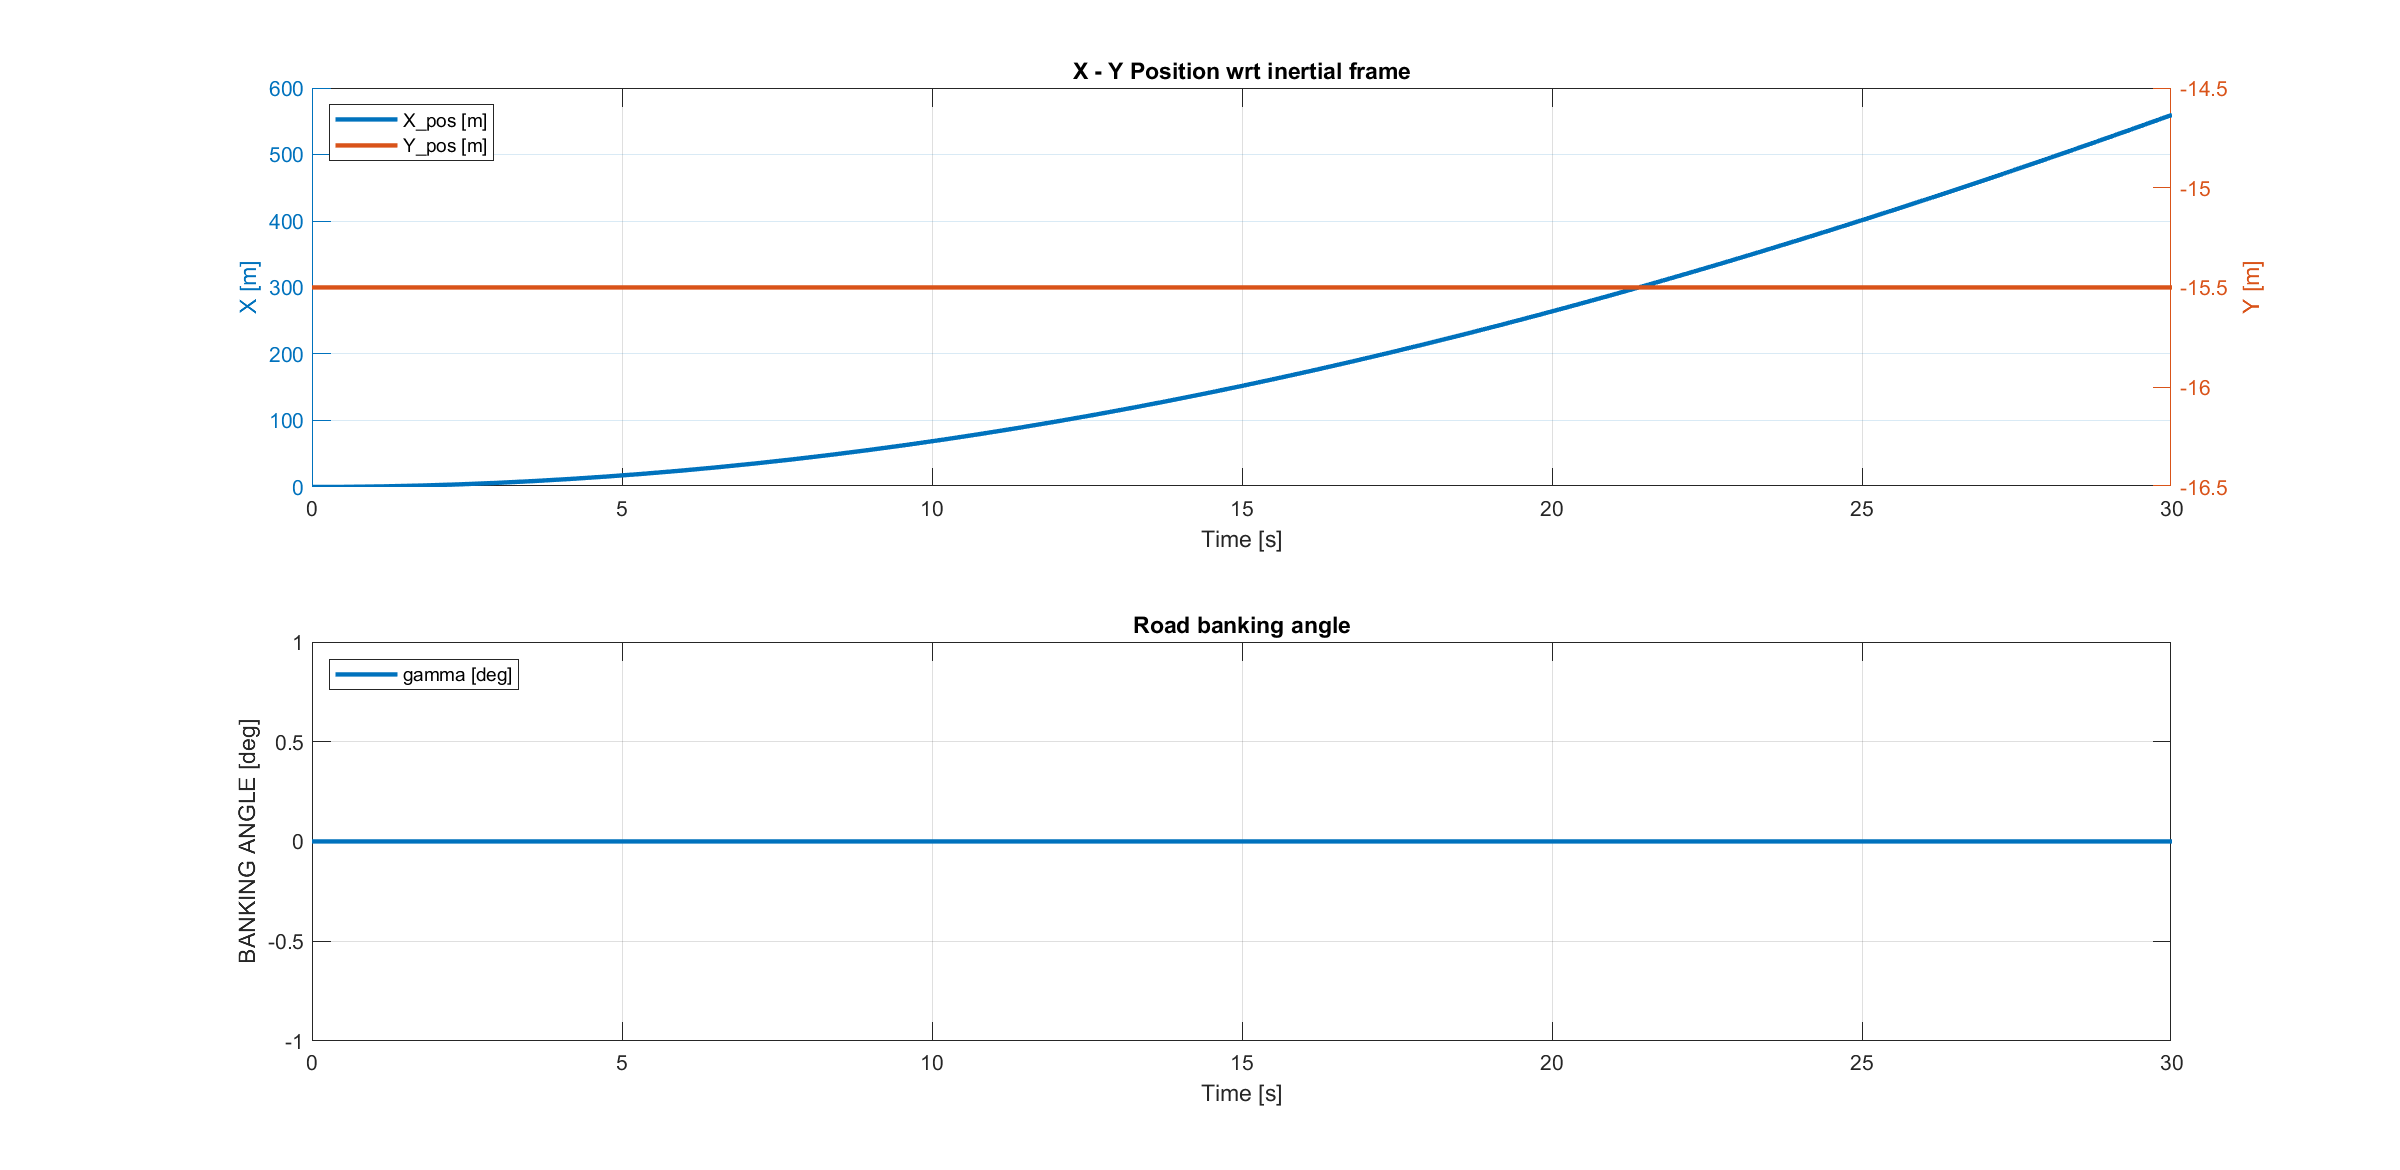 X - Y Position wrt inertial frame
600
500
400
300
200
100
0
X [m]
X_pos [m]
Y_pos [m]
-14.5
-15
-15.5
-16
-16.5
Y [m]
0 5 10 15 20 25 30
Time [s]
Road banking angle
1
0.5
0
-0.5
-1
BANKING ANGLE [deg]
gamma [deg]
0 5 10 15 20 25 30
Time [s]